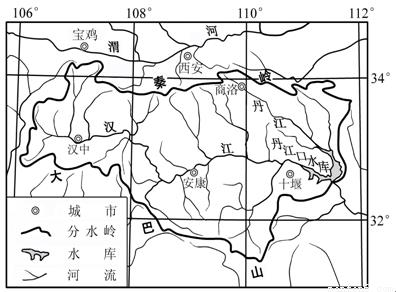 106° 108° 110° 112°
宝鸡
渭
河
西安
秦
岭
34°
商洛
丹
江
汉
汉中
江
丹
江
口
水
库
大
安康
十堰
32°
巴
山
城市
分水岭
水库
河流